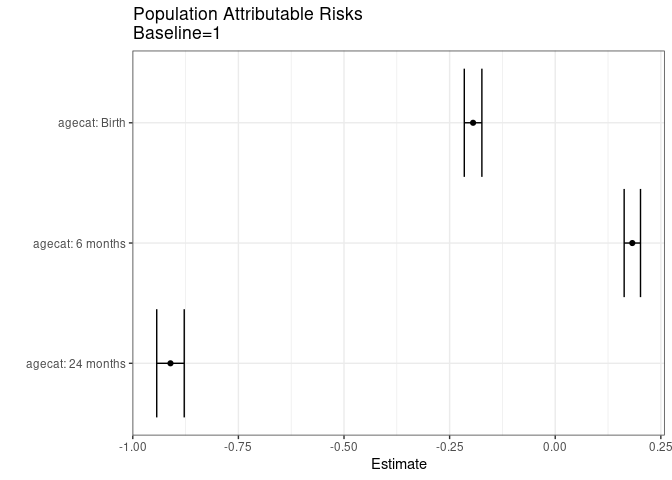 Population Attributable Risks
Baseline=1
agecat: Birth
agecat: 6 months
agecat: 24 months
-1.00 -0.75 -0.50 -0.25 0.00 0.25
Estimate